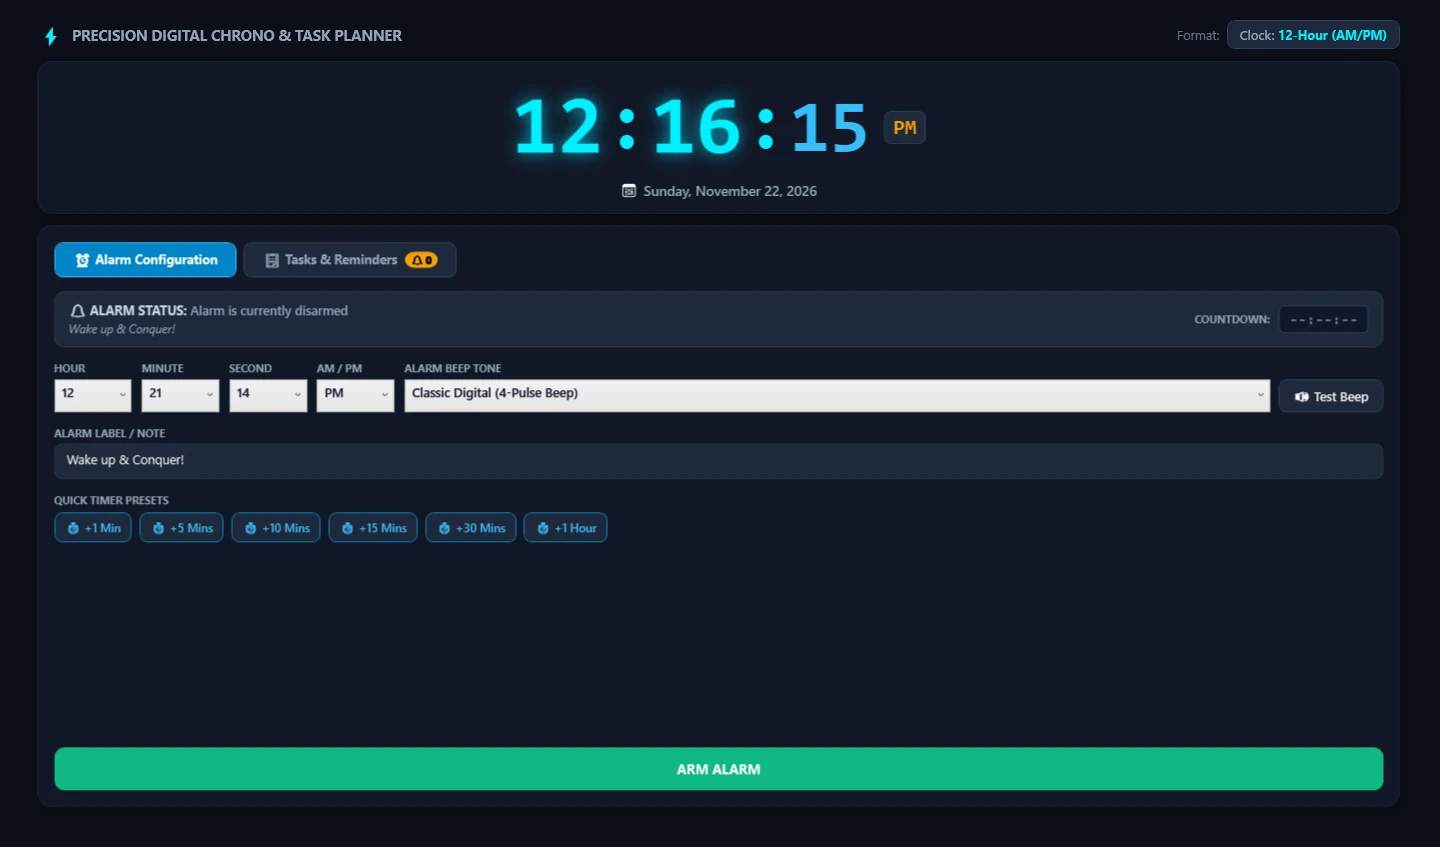 PRECISION DIGITAL CHRONO & TASK PLANNER
Format: Clock: 12-Hour (AM/PM)
12:16:15 PM
Sunday, November 22, 2026
Alarm Configuration Tasks & Reminders 0
ALARM STATUS: Alarm is currently disarmed
Wake up & Conquer!
COUNTDOWN: --:--:--
HOUR MINUTE SECOND AM / PM ALARM BEEP TONE
12 21 14 PM Classic Digital (4-Pulse Beep) Test Beep
ALARM LABEL / NOTE
Wake up & Conquer!
QUICK TIMER PRESETS
+1 Min +5 Mins +10 Mins +15 Mins +30 Mins +1 Hour
ARM ALARM